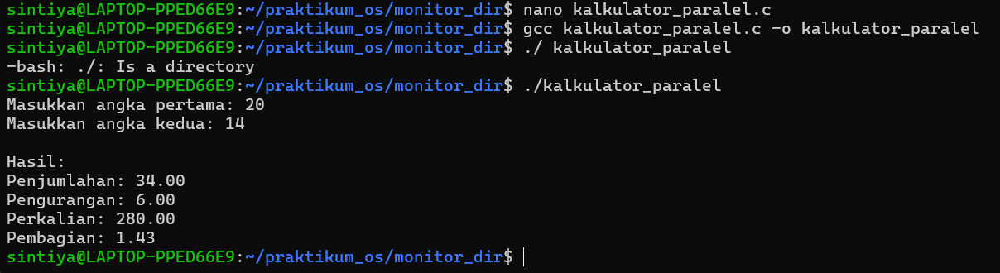 sintiya@LAPTOP-PPED66E9:~/praktikum_os/monitor_dir$ nano kalkulator_paralel.c
sintiya@LAPTOP-PPED66E9:~/praktikum_os/monitor_dir$ gcc kalkulator_paralel.c -o kalkulator_paralel
sintiya@LAPTOP-PPED66E9:~/praktikum_os/monitor_dir$ ./ kalkulator_paralel
-bash: ./: Is a directory
sintiya@LAPTOP-PPED66E9:~/praktikum_os/monitor_dir$ ./kalkulator_paralel
Masukkan angka pertama: 20
Masukkan angka kedua: 14

Hasil:
Penjumlahan: 34.00
Pengurangan: 6.00
Perkalian: 280.00
Pembagian: 1.43
sintiya@LAPTOP-PPED66E9:~/praktikum_os/monitor_dir$